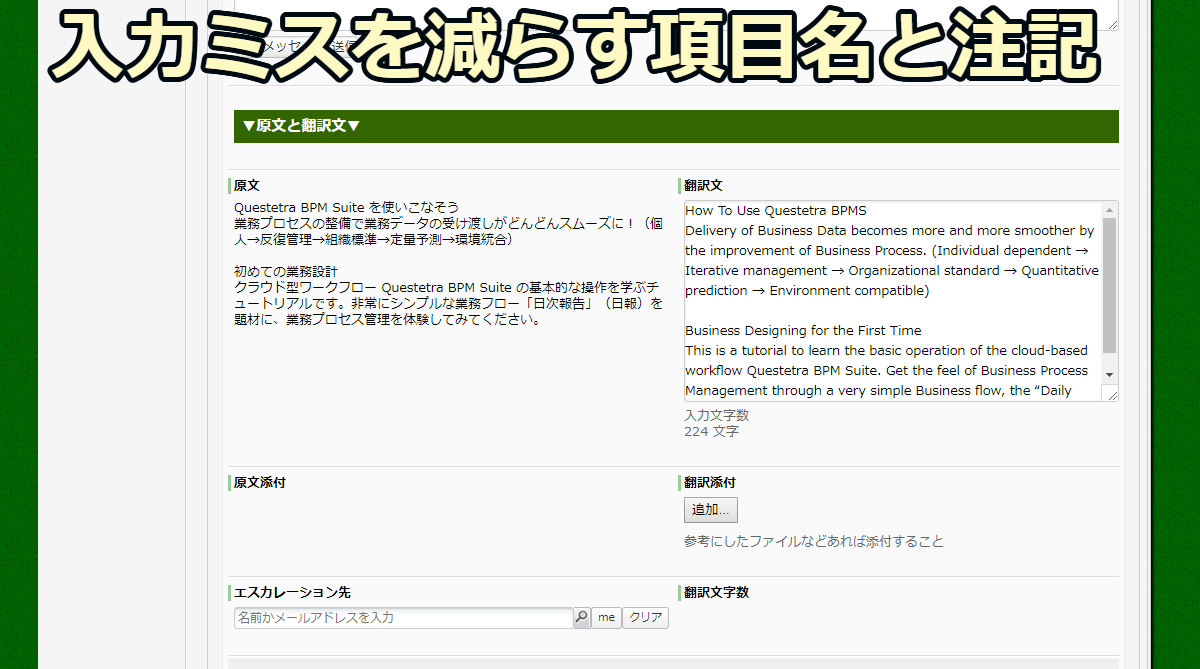 入力ミスを減らす項目名と注記
▼原文と翻訳文▼
原文
Questetra BPM Suite を使いこなそう
業務プロセスの整備で業務データの受け渡しがどんどんスムーズに！（個
人→反復管理→組織標準→定量予測→環境統合）
初めての業務設計
クラウド型ワークフロー Questetra BPM Suite の基本的な操作を学ぶチ
ュートリアルです。非常にシンプルな業務フロー「日次報告」（日報）を
題材に、業務プロセス管理を体験してみてください。
翻訳文
How To Use Questetra BPMS
Delivery of Business Data becomes more and more smoother by
the improvement of Business Process. (Individual dependent →
Iterative management → Organizational standard → Quantitative
prediction → Environment compatible)
Business Designing for the First Time
This is a tutorial to learn the basic operation of the cloud-based
workflow Questetra BPM Suite. Get the feel of Business Process
Management through a very simple Business flow, the “Daily
入力文字数
224 文字
原文添付
翻訳添付
追加...
参考にしたファイルなどあれば添付すること
エスカレーション先
名前かメールアドレスを入力
me
クリア
翻訳文字数